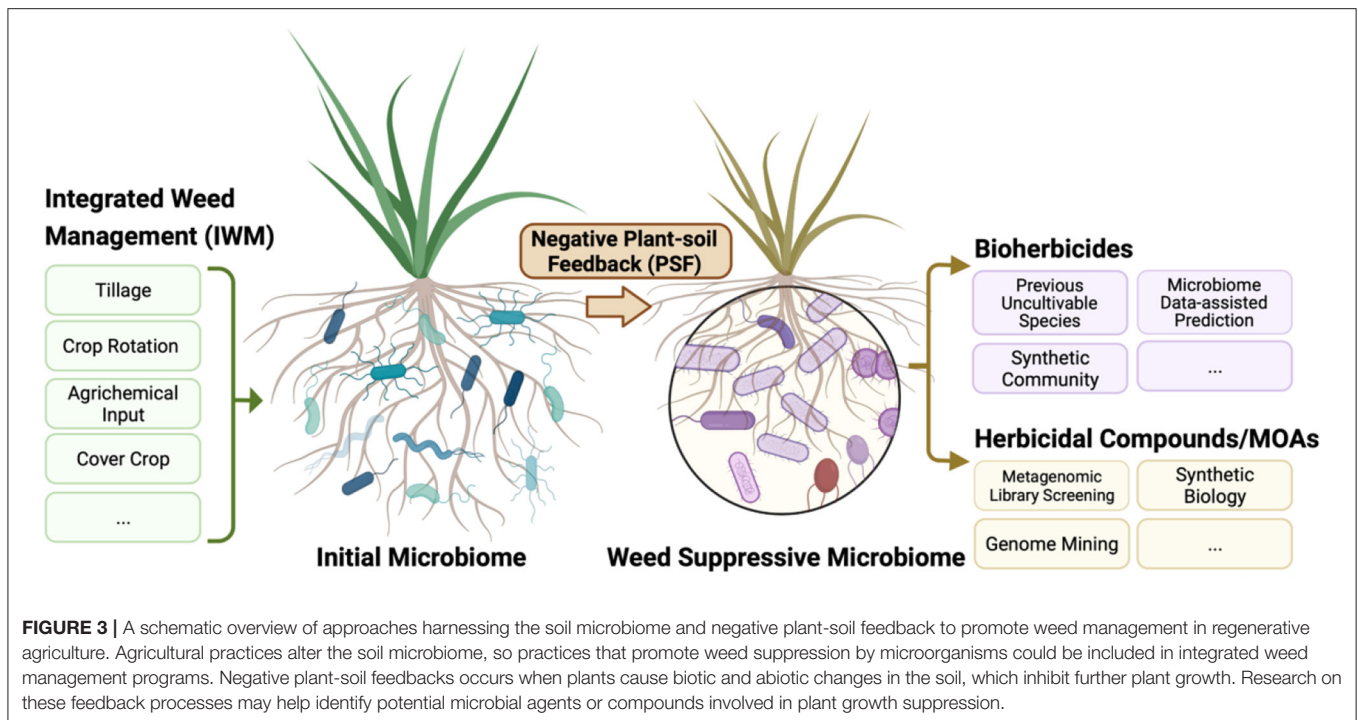 Integrated Weed
Management (IWM)
Tillage
Crop Rotation
Agrichemical
Input
Cover Crop
...
Initial Microbiome
Negative Plant-soil
Feedback (PSF)
Weed Suppressive Microbiome
Bioherbicides
Previous
Uncultivable
Species
Microbiome
Data-assisted
Prediction
Synthetic
Community
...
Herbicidal Compounds/MOAs
Metagenomic
Library Screening
Synthetic
Biology
Genome Mining
...
FIGURE 3 | A schematic overview of approaches harnessing the soil microbiome and negative plant-soil feedback to promote weed management in regenerative
agriculture. Agricultural practices alter the soil microbiome, so practices that promote weed suppression by microorganisms could be included in integrated weed
management programs. Negative plant-soil feedbacks occurs when plants cause biotic and abiotic changes in the soil, which inhibit further plant growth. Research on
these feedback processes may help identify potential microbial agents or compounds involved in plant growth suppression.